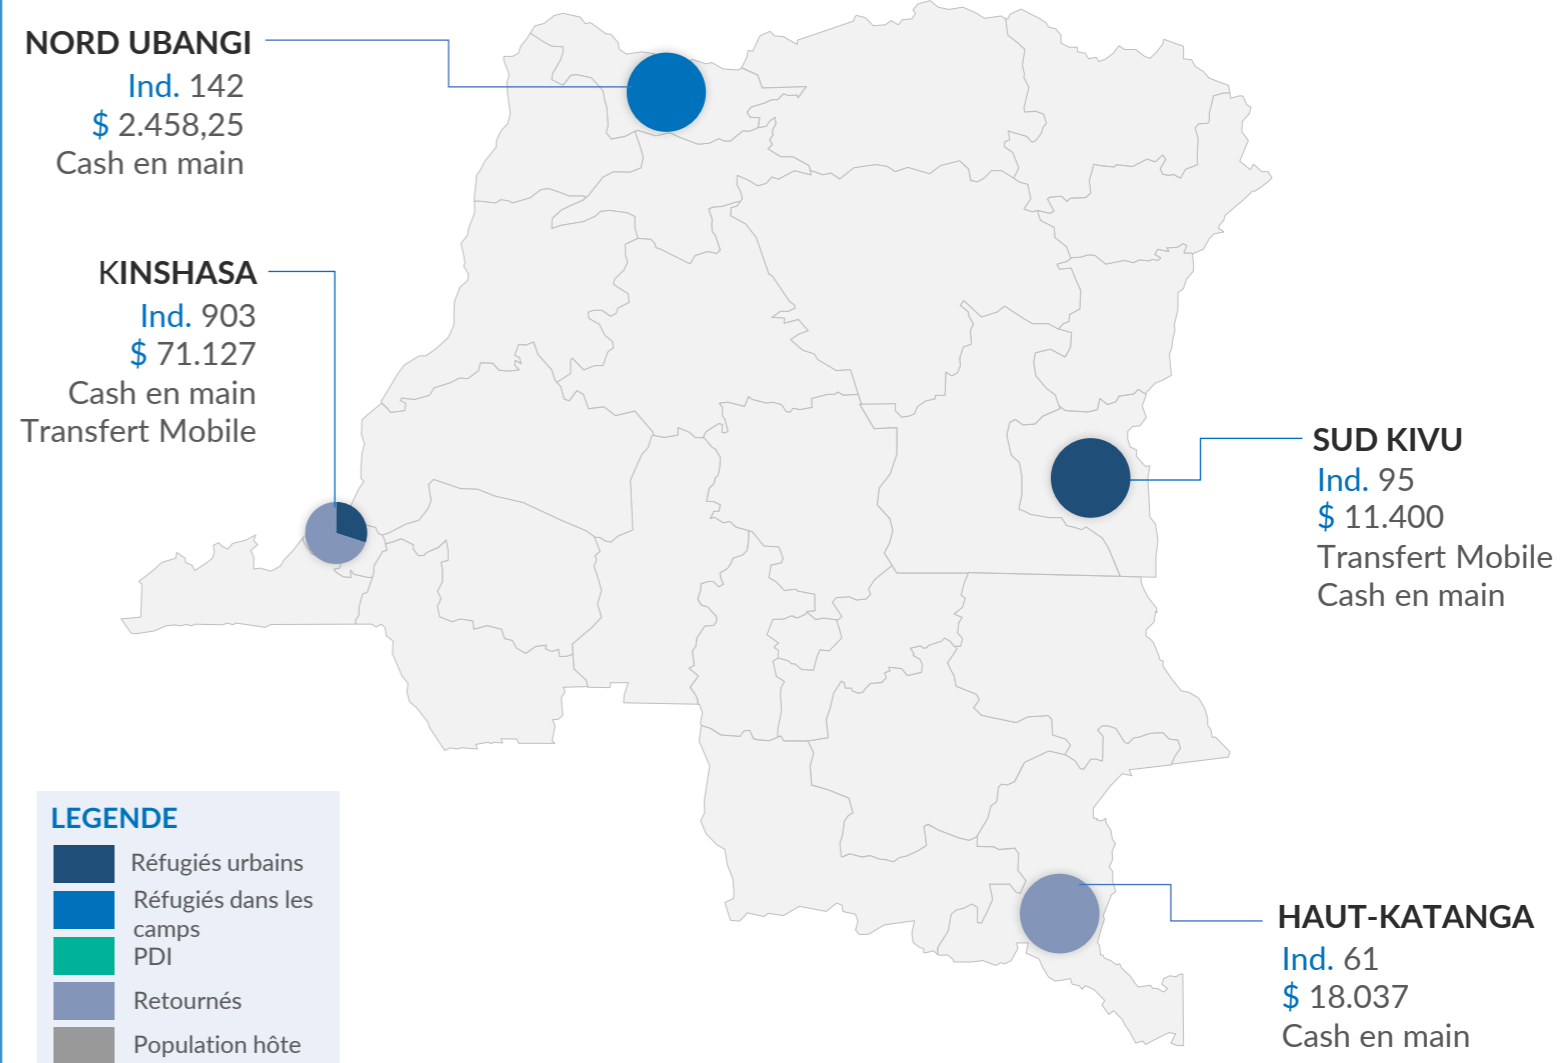 NORD UBANGI
Ind. 142
$ 2.458,25
Cash en main
KINSHASA
Ind. 903
$ 71.127
Cash en main
Transfert Mobile
SUD KIVU
Ind. 95
$ 11.400
Transfert Mobile
Cash en main
HAUT-KATANGA
Ind. 61
$ 18.037
Cash en main
LEGENDE
Réfugiés urbains
Réfugiés dans les
camps
PDI
Retournés
Population hôte